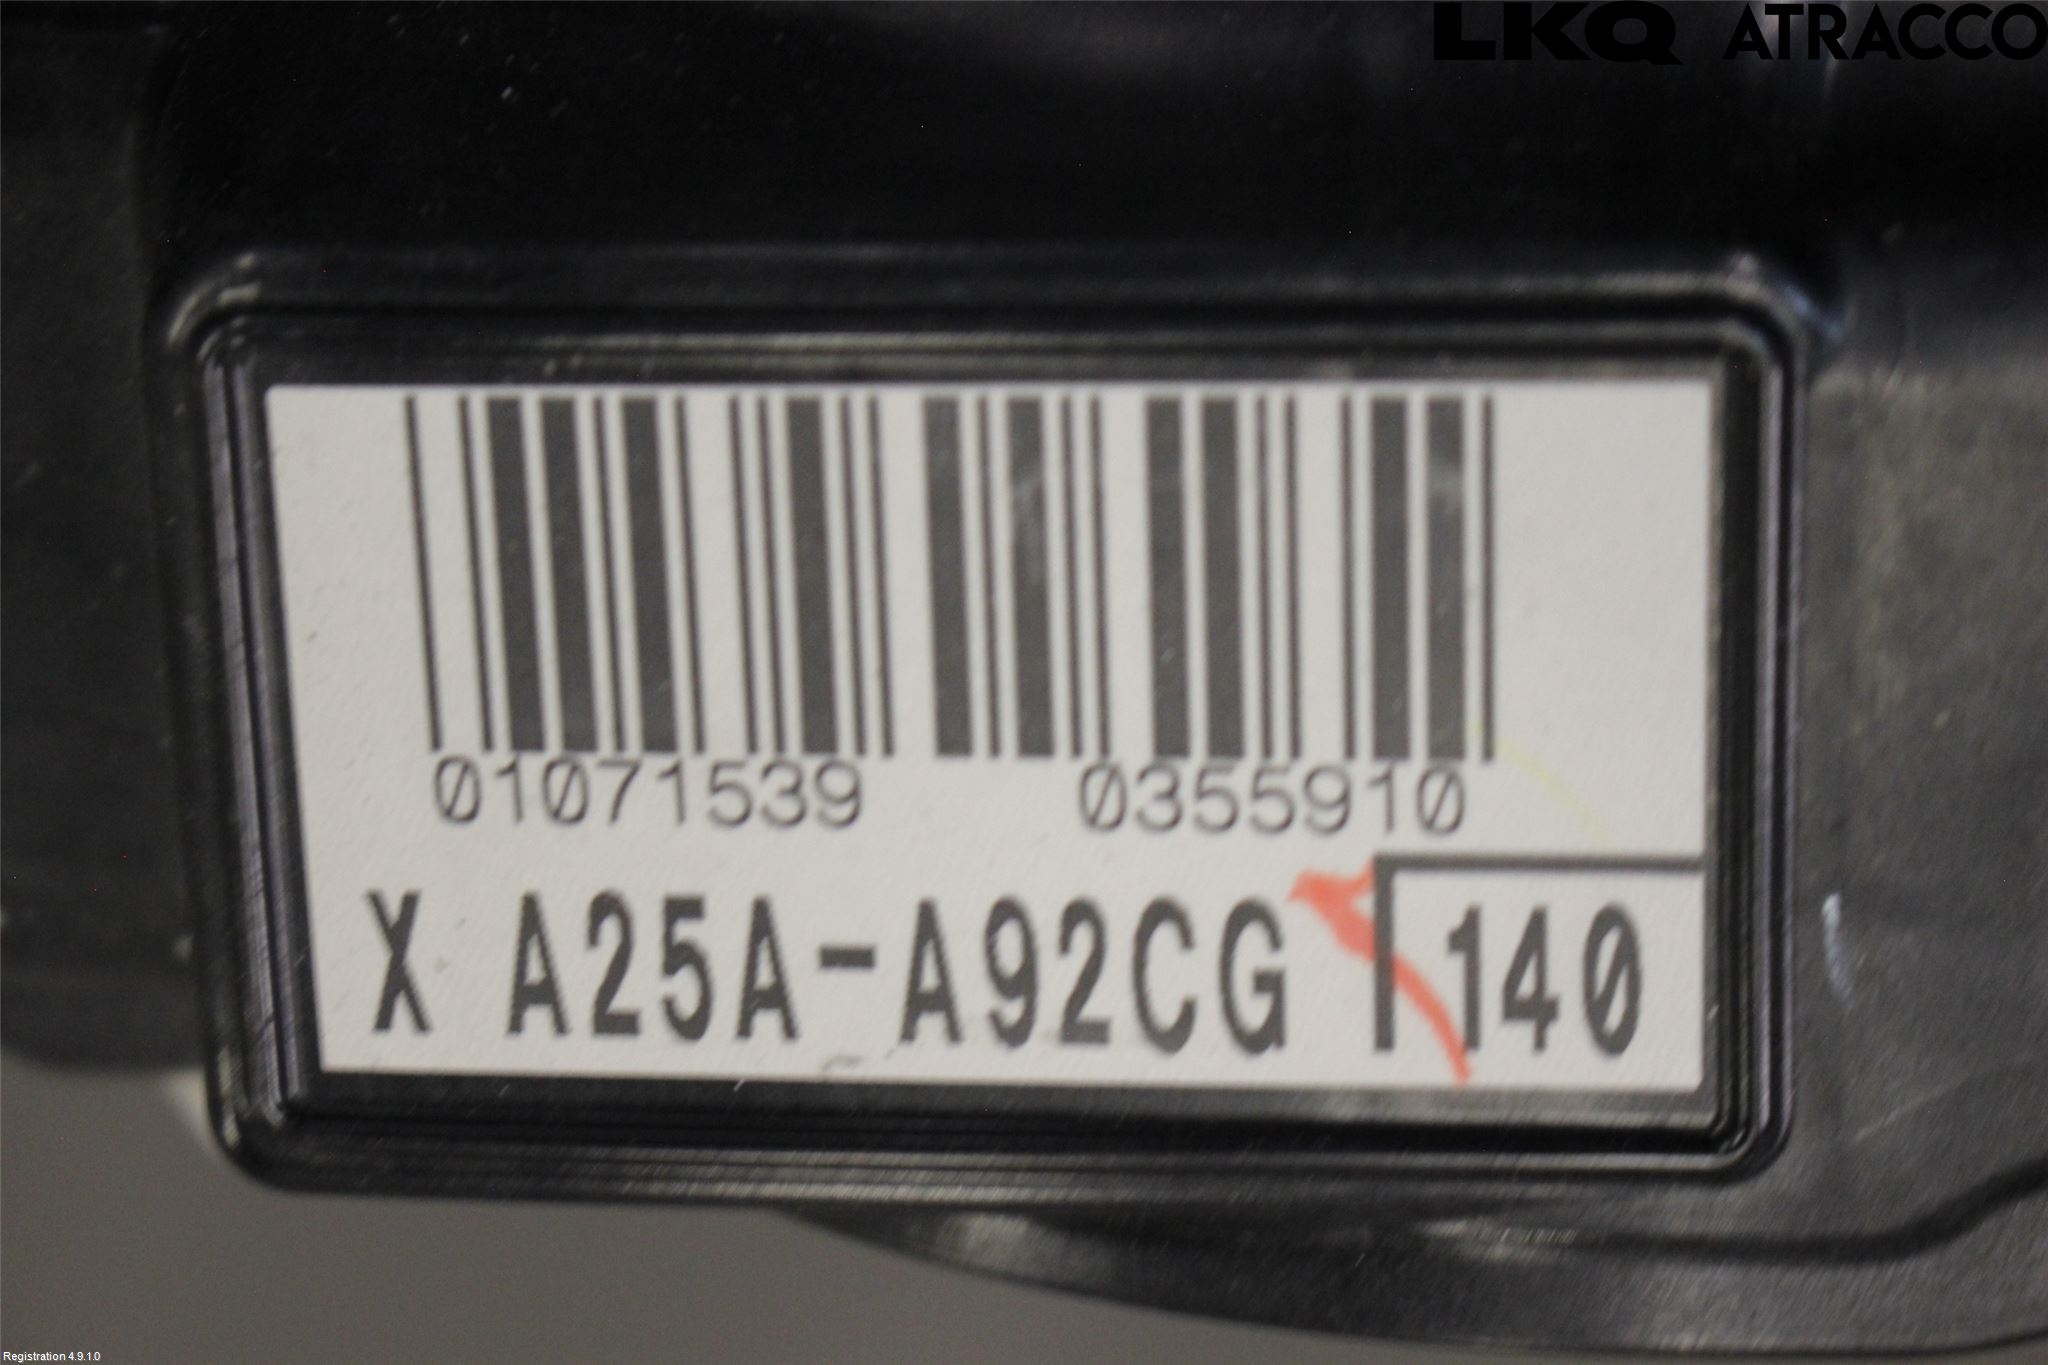 LKQ ATRACCO
01071539 0355910
X A25A-A92CG 140
Registration 4.9.1.0